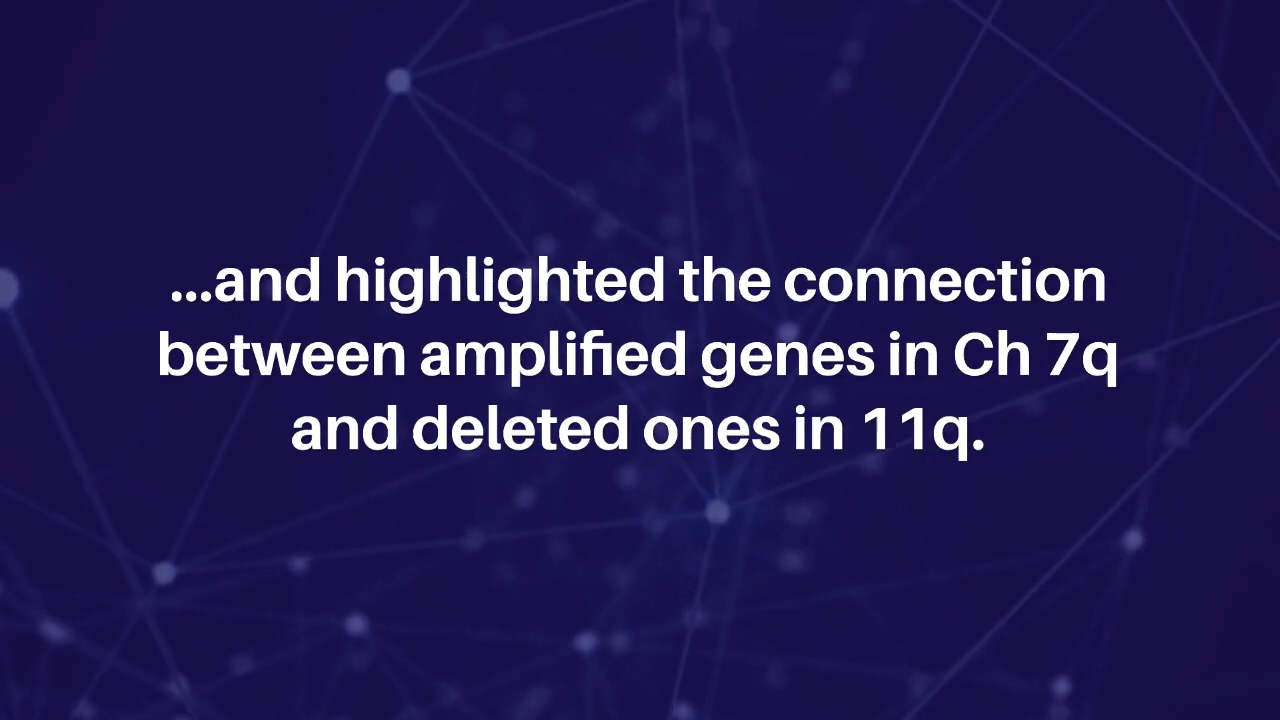 ...and highlighted the connection
between amplified genes in Ch 7q
and deleted ones in 11q.